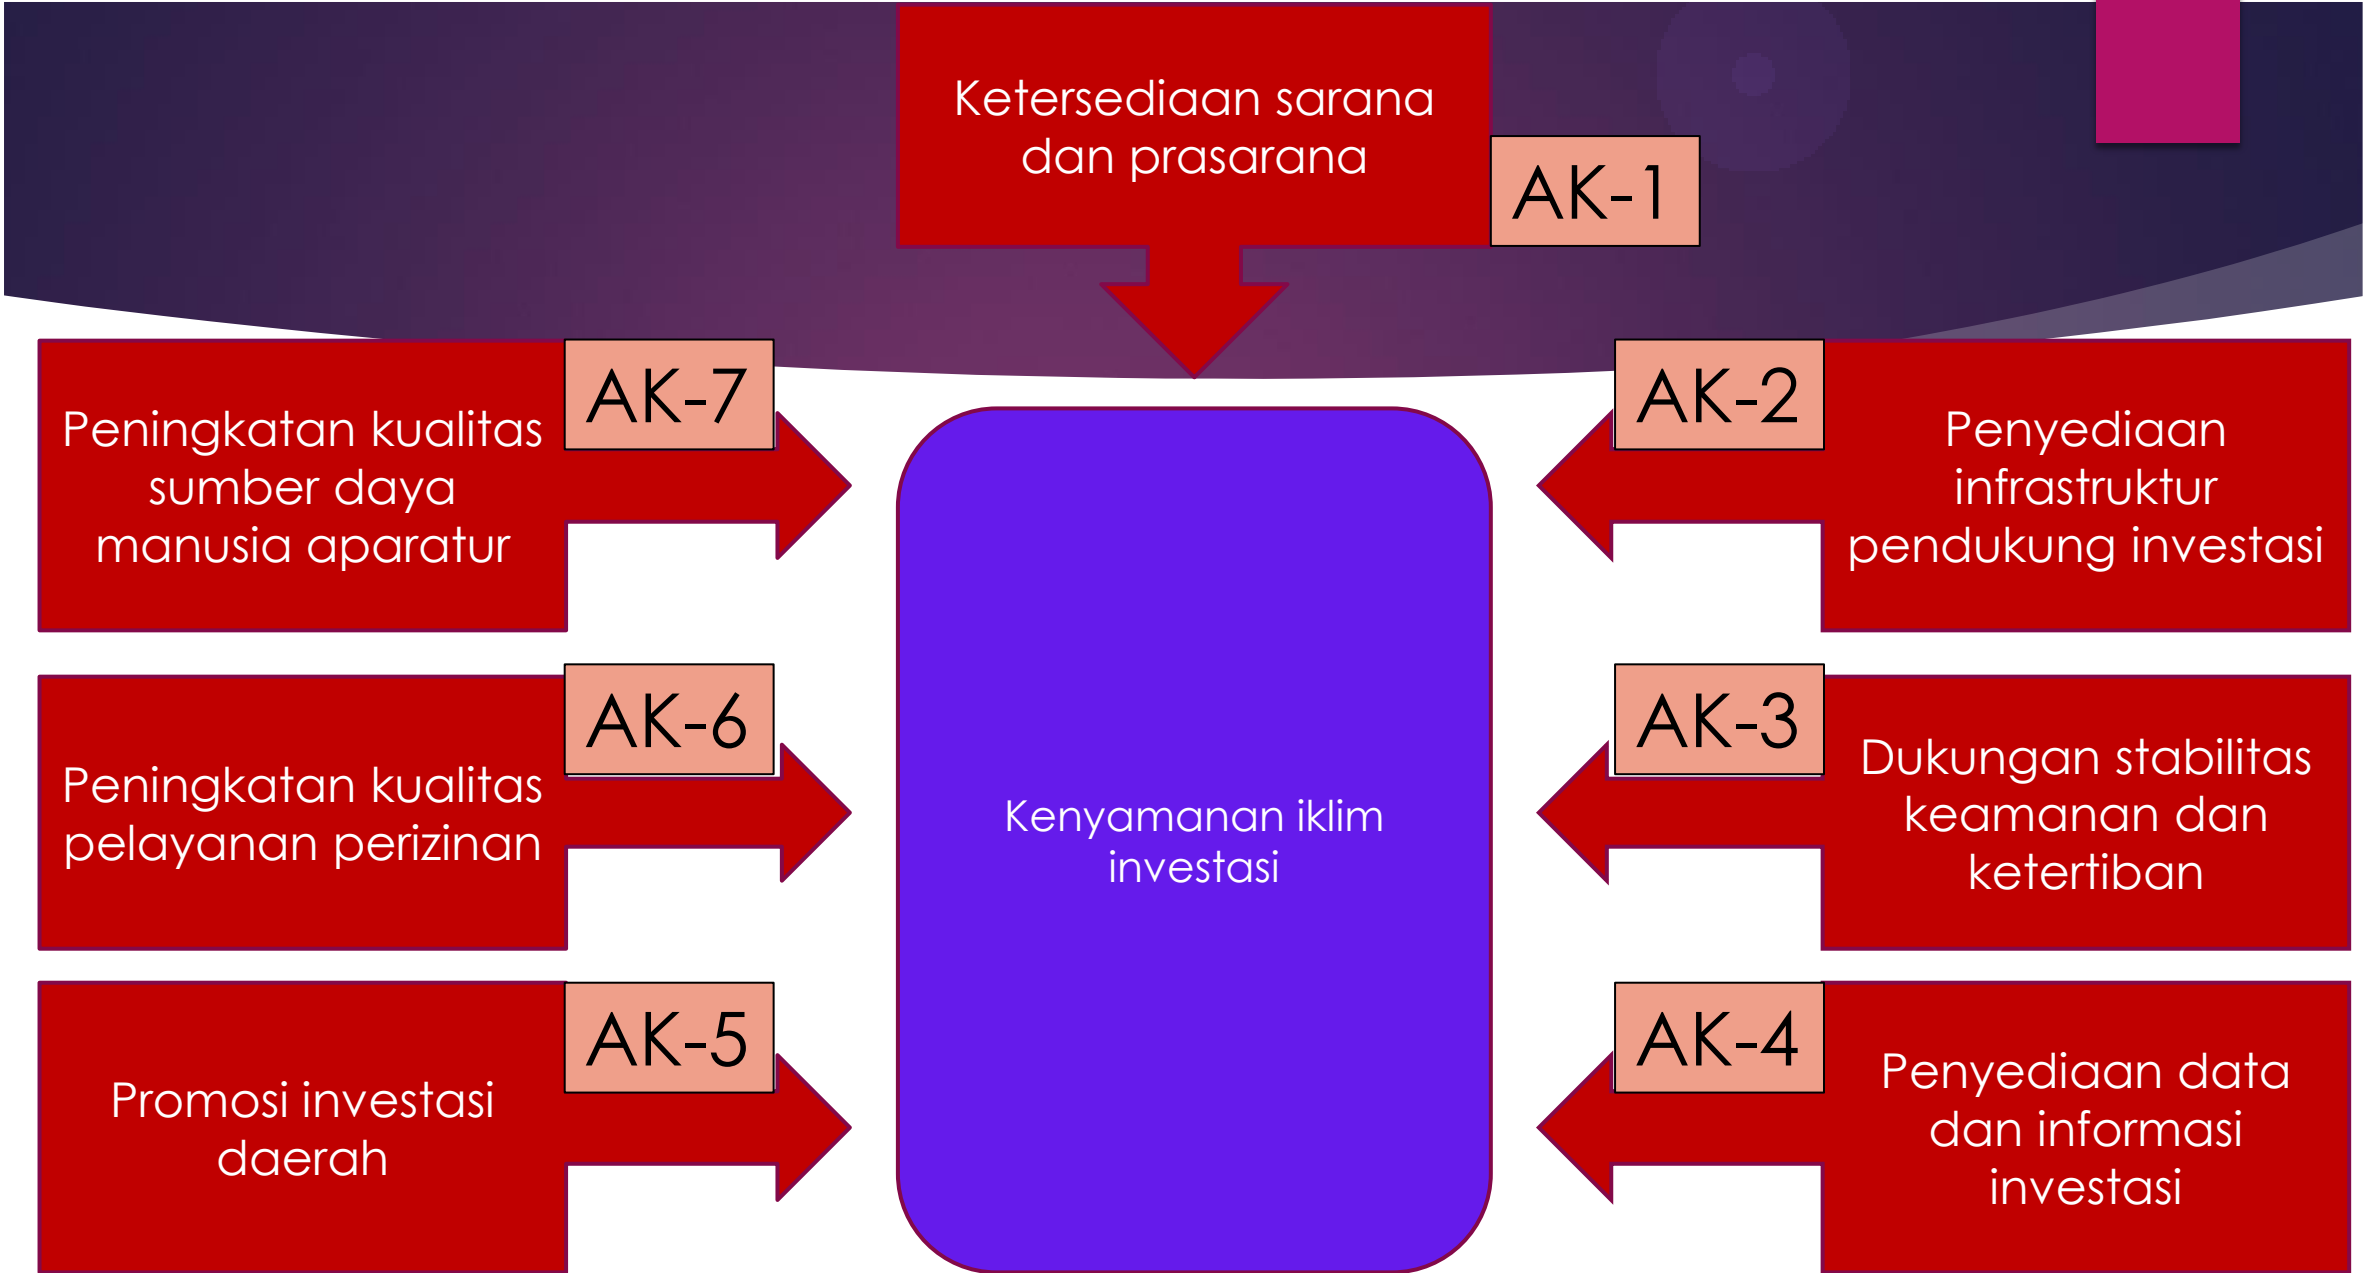 Ketersediaan sarana
dan prasarana
AK-1
Peningkatan kualitas
sumber daya
manusia aparatur
AK-7
AK-2
Penyediaan
infrastruktur
pendukung investasi
Peningkatan kualitas
pelayanan perizinan
AK-6
Kenyamanan iklim
investasi
AK-3
Dukungan stabilitas
keamanan dan
ketertiban
Promosi investasi
daerah
AK-5
AK-4
Penyediaan data
dan informasi
investasi